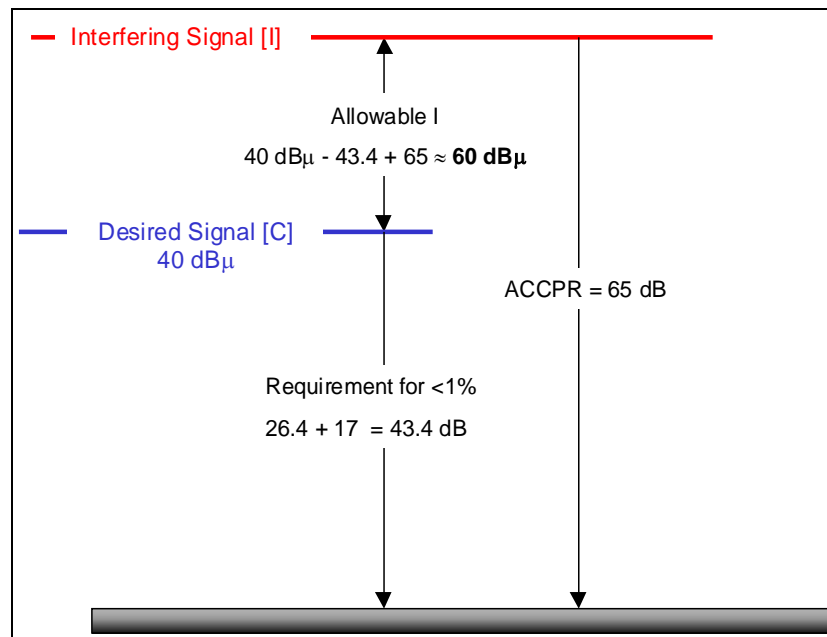 Interfering Signal [I]
Allowable I
40 dBμ - 43.4 + 65 ≈ 60 dBμ
Desired Signal [C]
40 dBμ
ACCPR = 65 dB
Requirement for <1%
26.4 + 17 = 43.4 dB